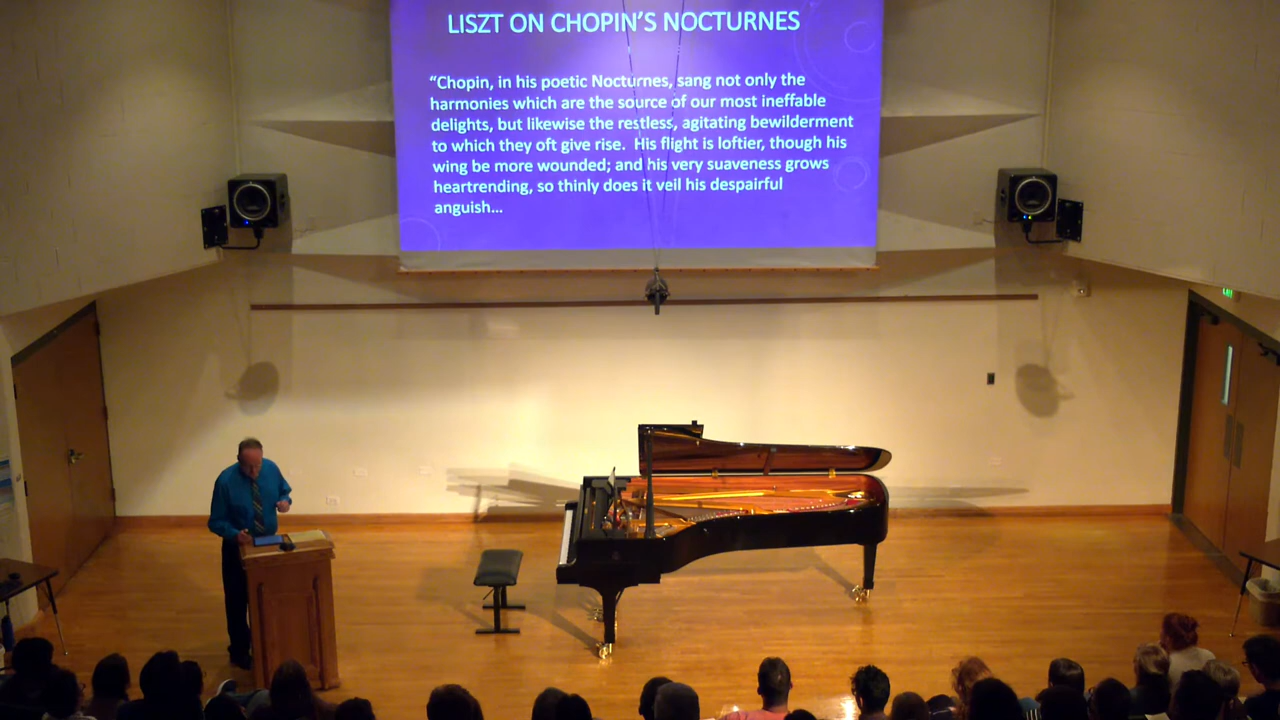 LISZT ON CHOPIN’S NOCTURNES
“Chopin, in his poetic Nocturnes, sang not only the
harmonies which are the source of our most ineffable
delights, but likewise the restless, agitating bewilderment
to which they oft give rise.  His flight is loftier, though his
wing be more wounded; and his very suaveness grows
heartrending, so thinly does it veil his despairful
anguish...
EXIT